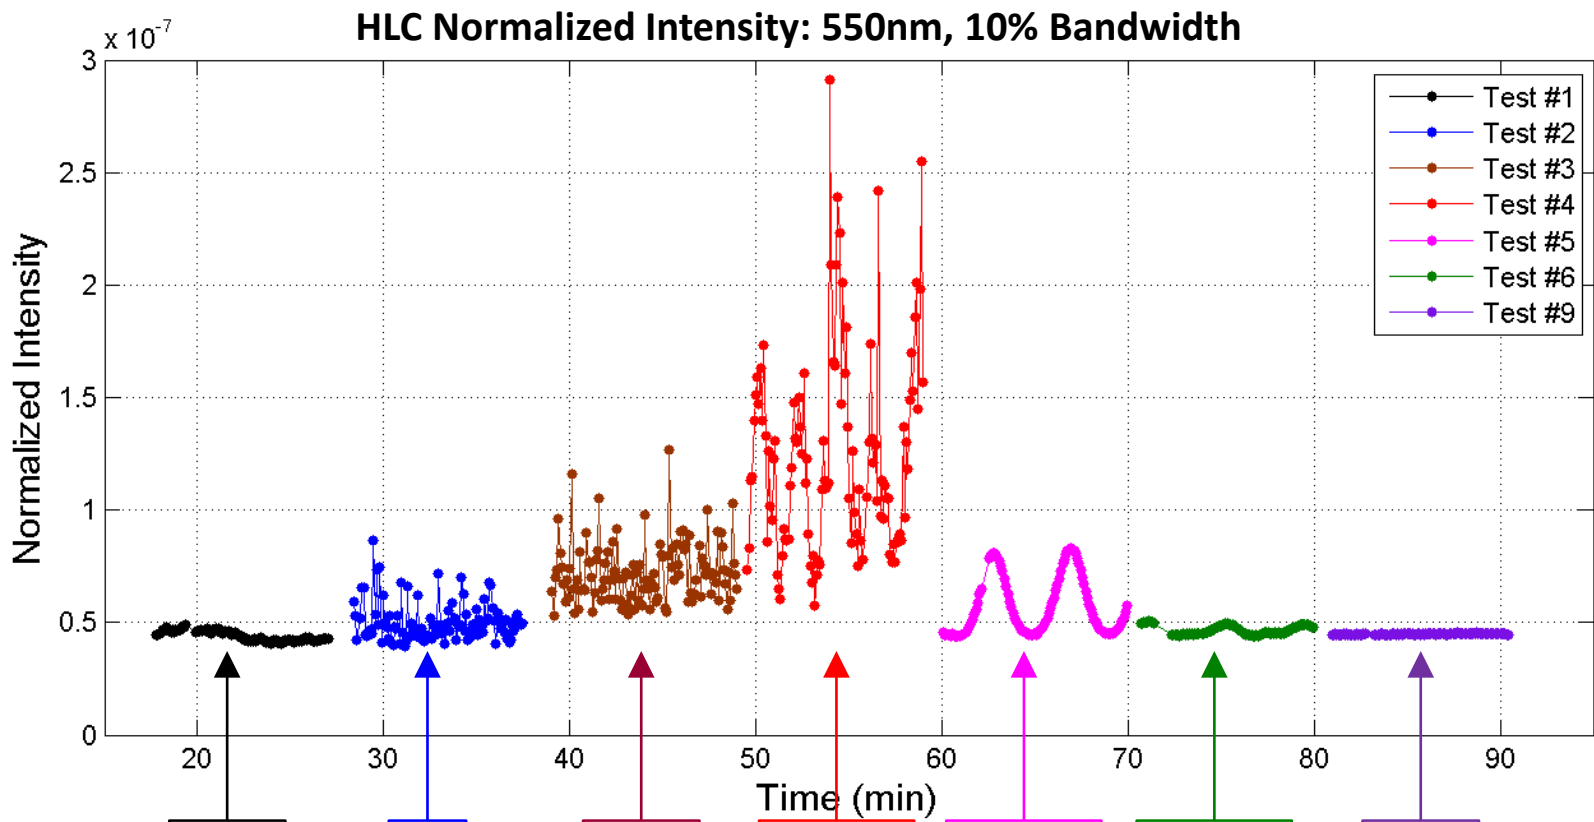 HLC Normalized Intensity: 550nm, 10% Bandwidth
x 10⁻⁷
3
2.5
2
1.5
1
0.5
0
Normalized Intensity
20 30 40 50 60 70 80 90
Time (min)
Test #1
Test #2
Test #3
Test #4
Test #5
Test #6
Test #9